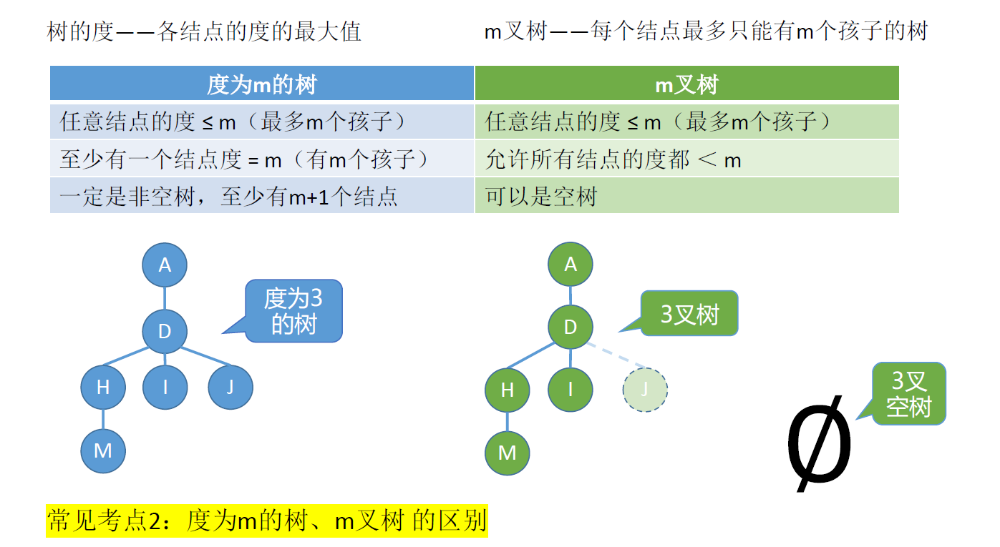 树的度——各结点的度的最大值
m叉树——每个结点最多只能有m个孩子的树
度为m的树
m叉树
任意结点的度 ≤ m（最多m个孩子）
任意结点的度 ≤ m（最多m个孩子）
至少有一个结点度 = m（有m个孩子）
允许所有结点的度都 ＜ m
一定是非空树，至少有m+1个结点
可以是空树
A
D
H
I
J
M
度为3
的树
A
D
H
I
J
M
3叉树
Ø
3叉
空树
常见考点2：度为m的树、m叉树 的区别